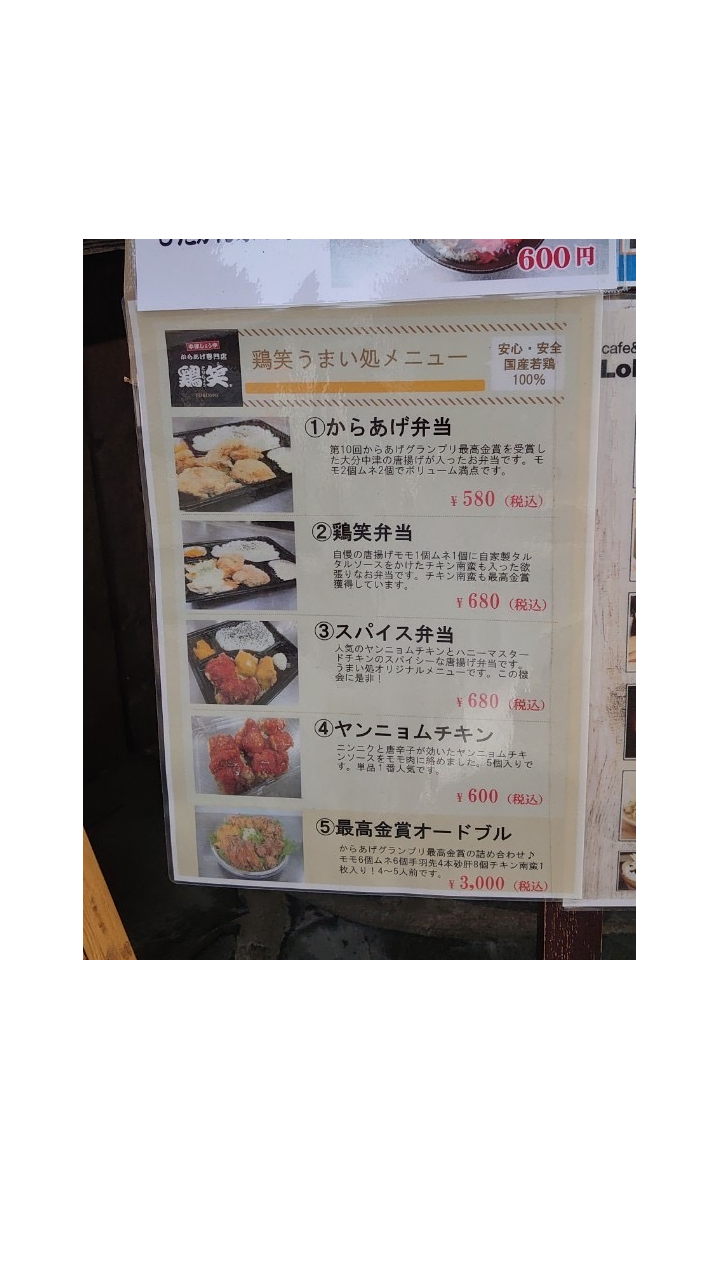 600円
中津しょうゆ
からあげ専門店
鶏笑
鶏笑うまい処メニュー
安心・安全
国産若鶏
100%
①からあげ弁当
第10回からあげグランプリ最高金賞を受賞し
た大分中津の唐揚げが入ったお弁当です。モ
モ2個ムネ2個でボリューム満点です。
¥ 580 (税込)
②鶏笑弁当
自慢の唐揚げモモ1個ムネ1個に自家製タル
タルソースをかけたチキン南蛮も入った欲
張りなお弁当です。チキン南蛮も最高金賞
獲得しています。
¥ 680 (税込)
③スパイス弁当
人気のヤンニョムチキンとハニーマスター
ドチキンのスパイシーな唐揚げ弁当です。
うまい処オリジナルメニューです。この機
会に是非!
¥ 680 (税込)
④ヤンニョムチキン
ニンニクと唐辛子が効いたヤンニョムチキ
ンソースをモモ肉に絡めました。5個入りで
す。単品1番人気です。
¥ 600 (税込)
⑤最高金賞オードブル
からあげグランプリ最高金賞の詰め合わせ♪
モモ6個ムネ6個手羽先4本砂肝8個チキン南蛮1
枚入り!4〜5人前です。
¥ 3,000 (税込)
cafe&